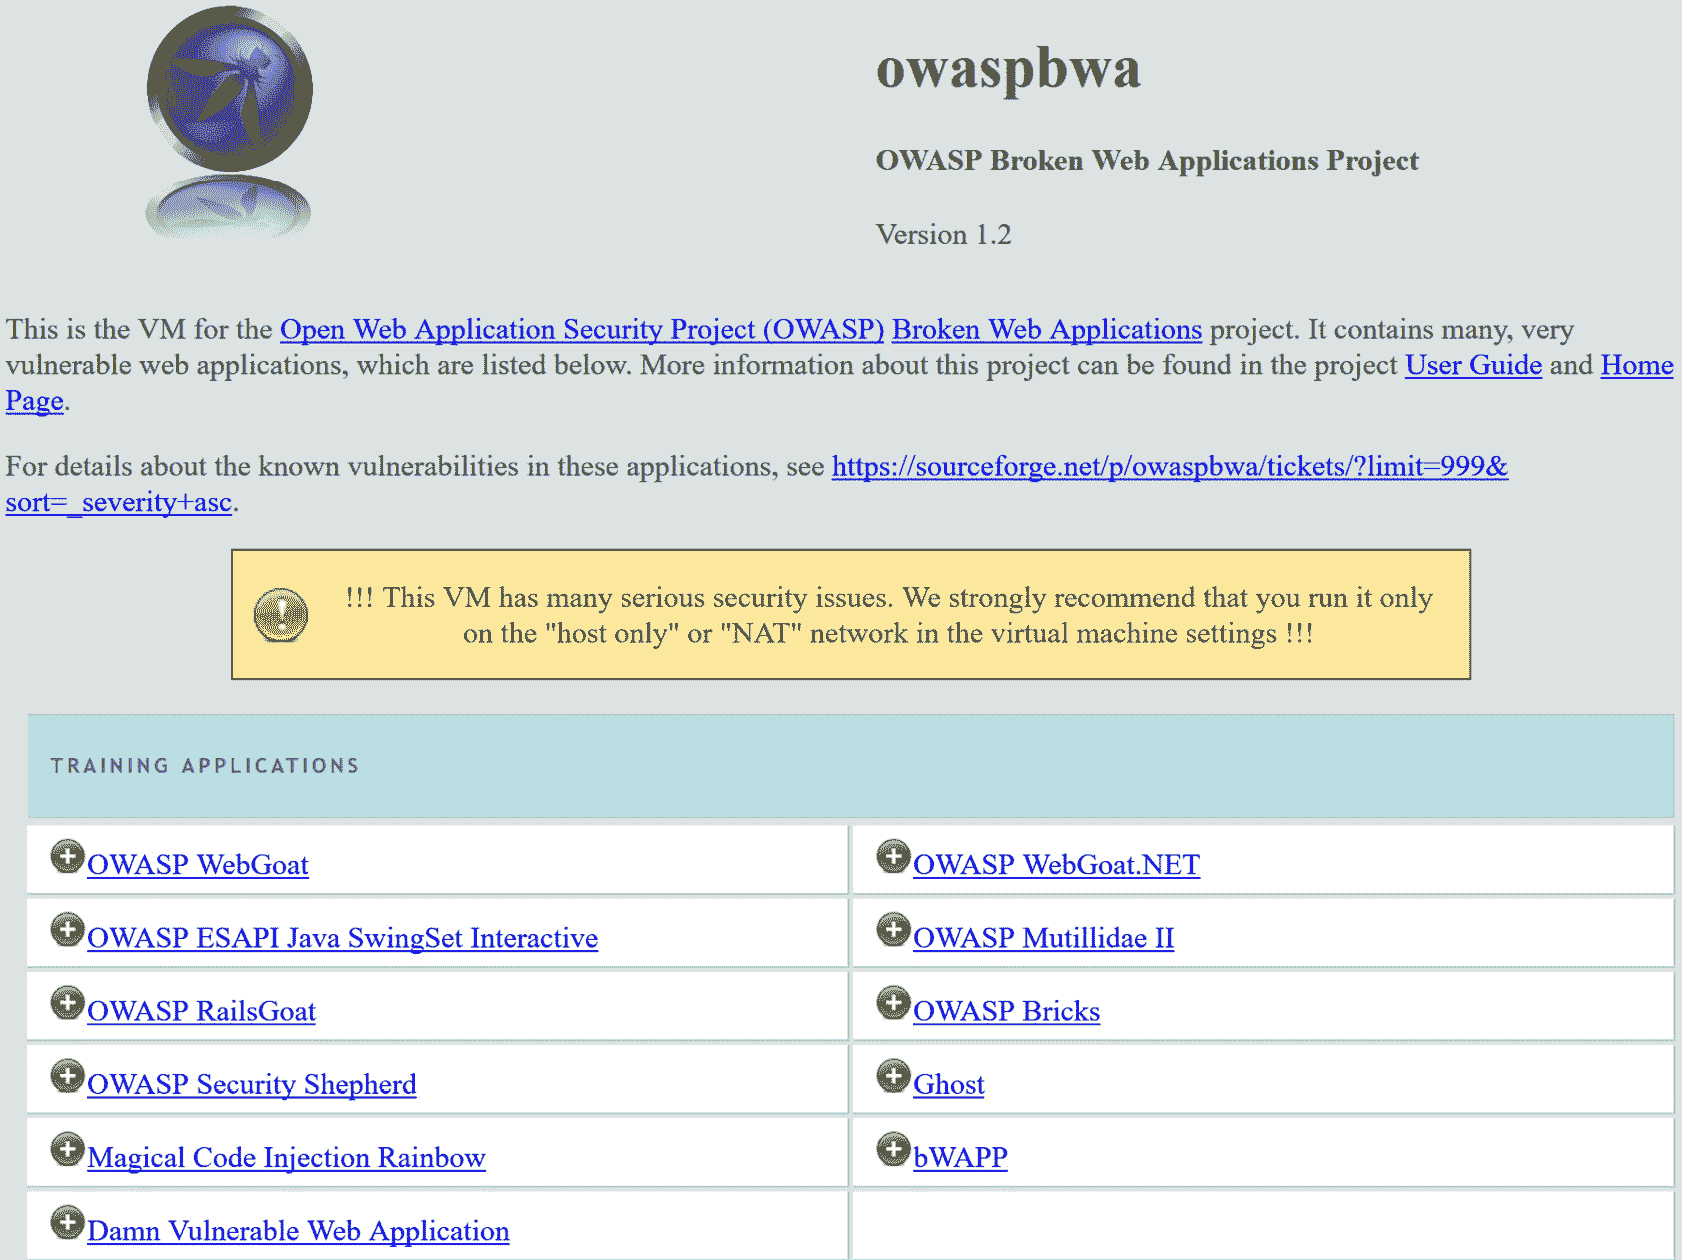 owaspbwa
OWASP Broken Web Applications Project
Version 1.2
This is the VM for the Open Web Application Security Project (OWASP) Broken Web Applications project. It contains many, very
vulnerable web applications, which are listed below. More information about this project can be found in the project User Guide and Home
Page.
For details about the known vulnerabilities in these applications, see https://sourceforge.net/p/owaspbwa/tickets/?limit=999&
sort=_severity+asc.
!!! This VM has many serious security issues. We strongly recommend that you run it only
on the "host only" or "NAT" network in the virtual machine settings !!!
TRAINING APPLICATIONS
OWASP WebGoat
OWASP WebGoat.NET
OWASP ESAPI Java SwingSet Interactive
OWASP Mutillidae II
OWASP RailsGoat
OWASP Bricks
OWASP Security Shepherd
Ghost
Magical Code Injection Rainbow
bWAPP
Damn Vulnerable Web Application